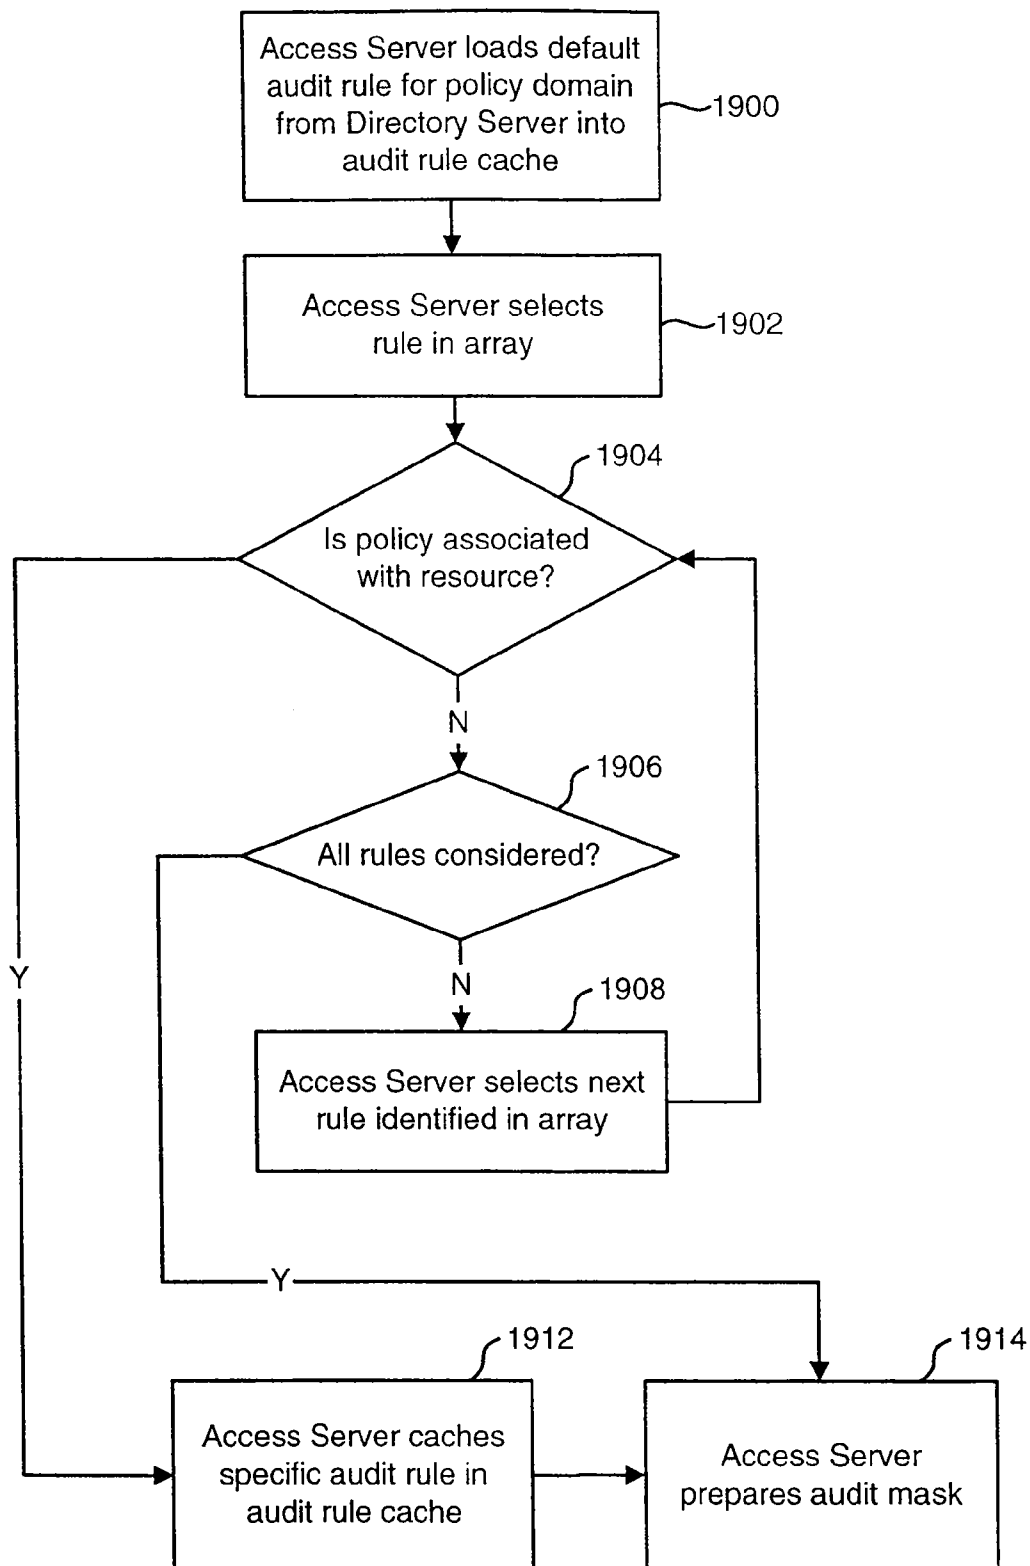 Access Server loads default
audit rule for policy domain
from Directory Server into
audit rule cache
1900
Access Server selects
rule in array
1902
1904
Is policy associated
with resource?
N
1906
All rules considered?
Y
N
1908
Access Server selects next
rule identified in array
Y
1912
1914
Access Server caches
specific audit rule in
audit rule cache
Access Server
prepares audit mask